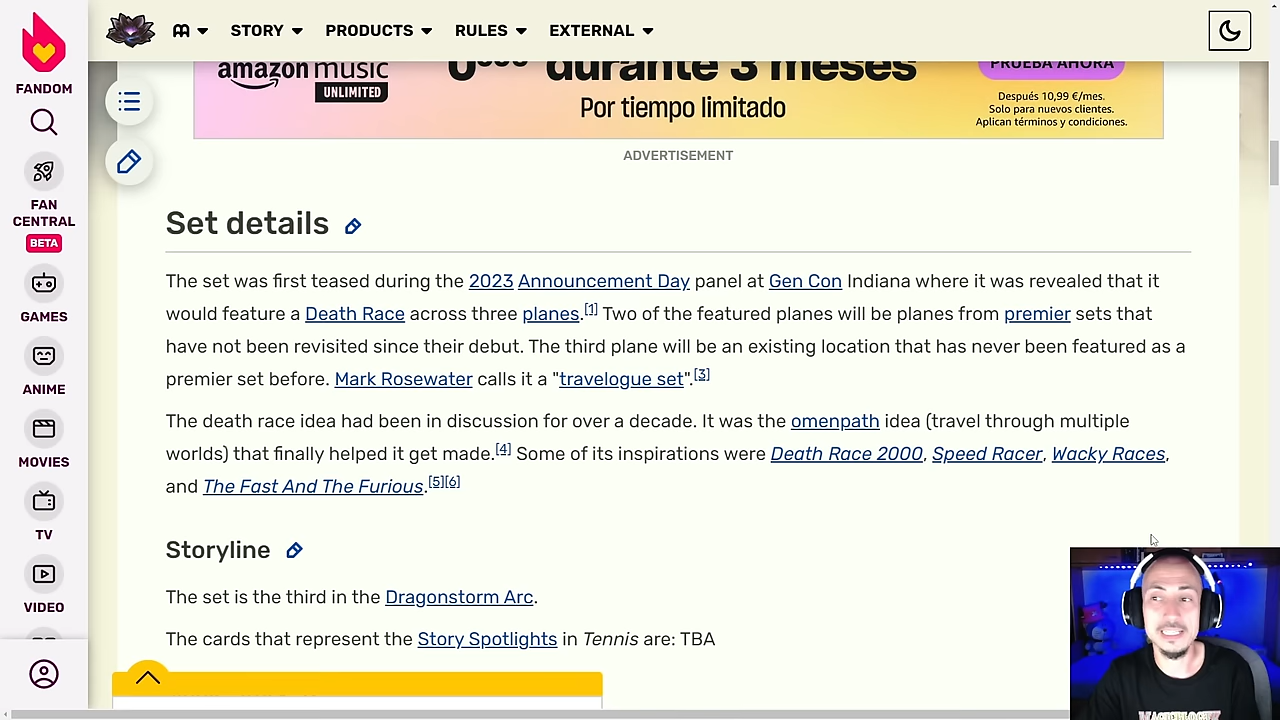 FANDOM
FAN
CENTRAL
BETA
GAMES
ANIME
MOVIES
TV
VIDEO
STORY
PRODUCTS
RULES
EXTERNAL
amazon music
UNLIMITED
durante 3 meses
Por tiempo limitado
PRUEBA AHORA
Después 10,99 €/mes.
Solo para nuevos clientes.
Aplican términos y condiciones.
ADVERTISEMENT
Set details
The set was first teased during the 2023 Announcement Day panel at Gen Con Indiana where it was revealed that it
would feature a Death Race across three planes.[1] Two of the featured planes will be planes from premier sets that
have not been revisited since their debut. The third plane will be an existing location that has never been featured as a
premier set before. Mark Rosewater calls it a "travelogue set".[3]
The death race idea had been in discussion for over a decade. It was the omenpath idea (travel through multiple
worlds) that finally helped it get made.[4] Some of its inspirations were Death Race 2000, Speed Racer, Wacky Races,
and The Fast And The Furious.[5][6]
Storyline
The set is the third in the Dragonstorm Arc.
The cards that represent the Story Spotlights in Tennis are: TBA